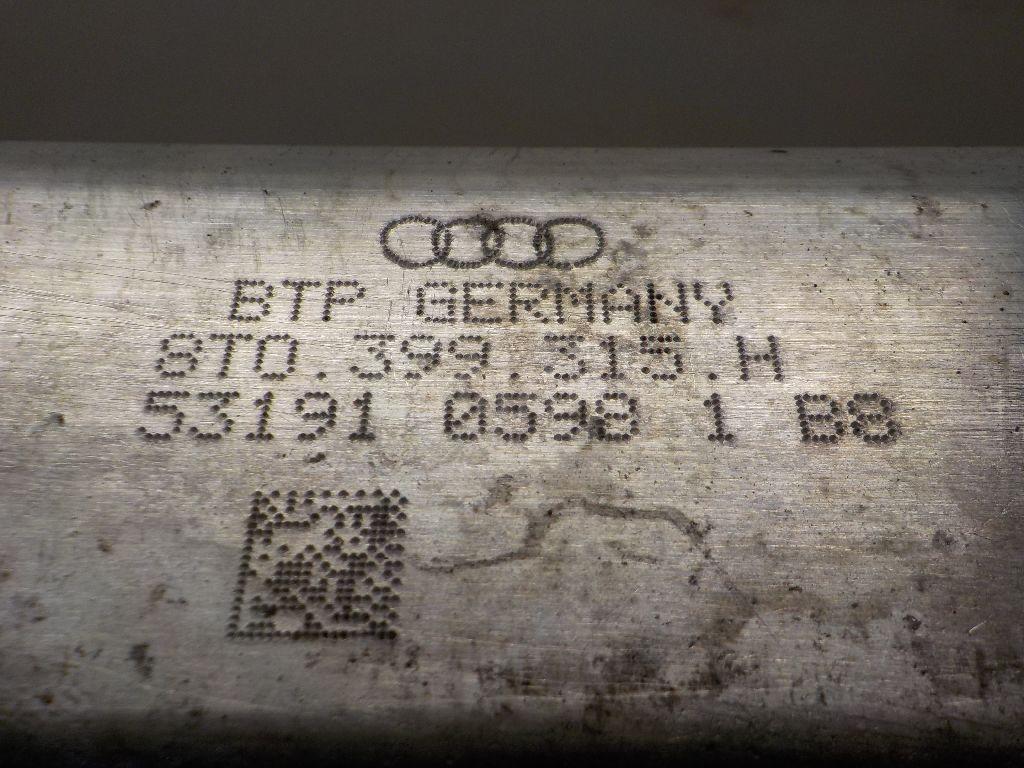 BTP GERMANY
8T0.399.315.H
53191 0598 1 B8